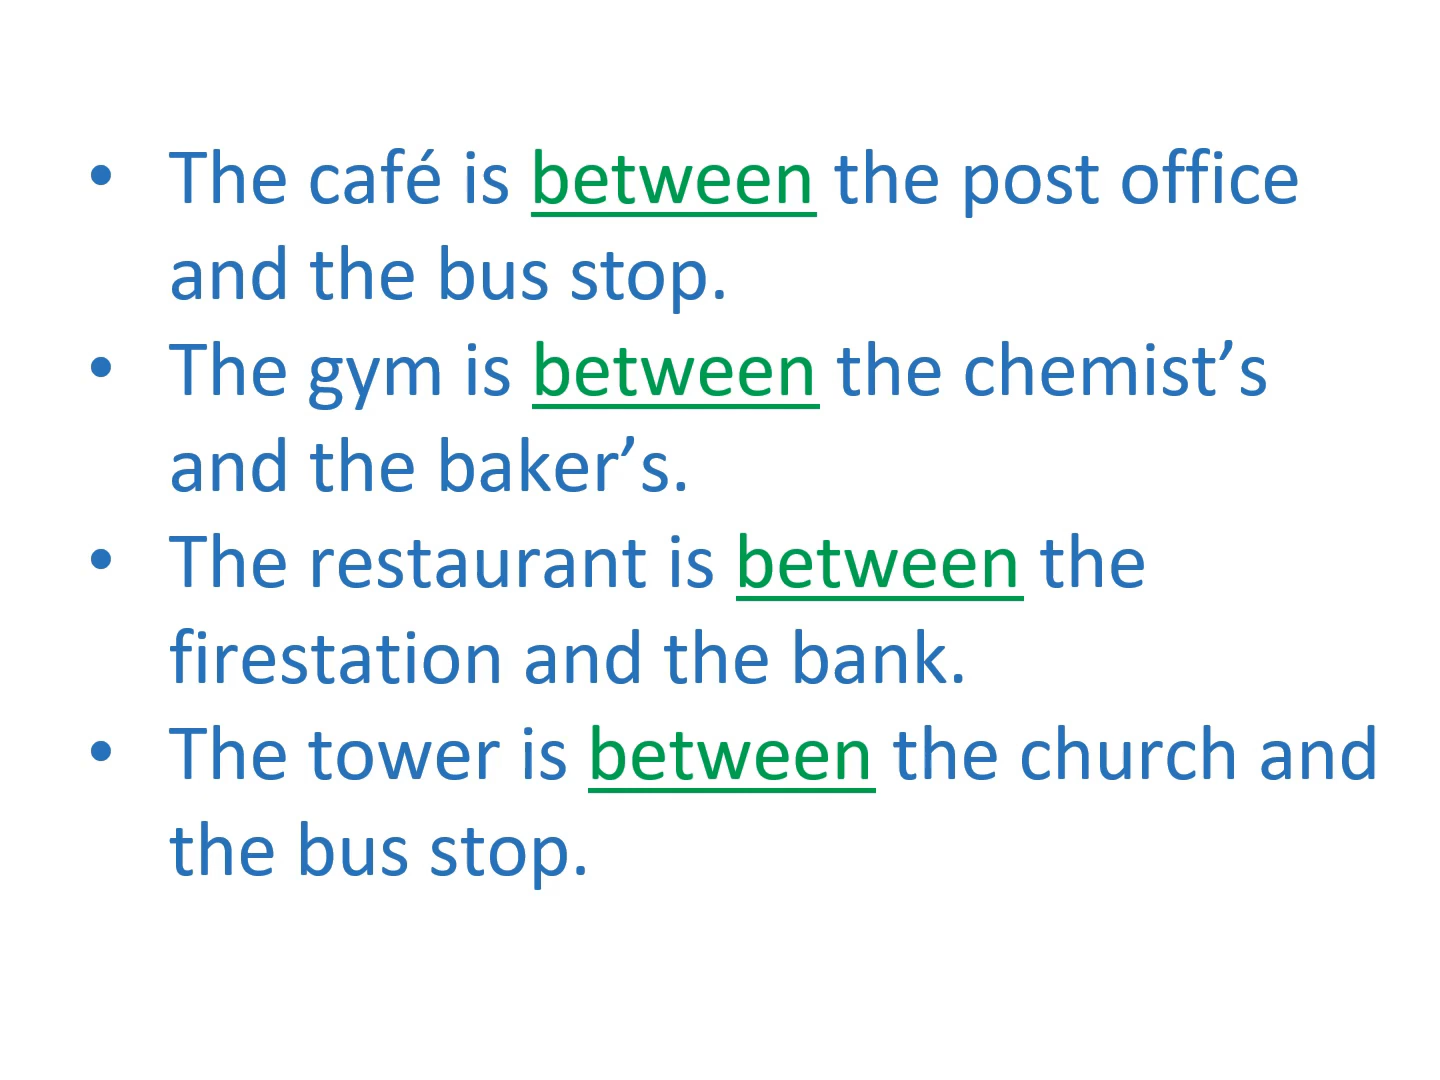 • The café is between the post office
and the bus stop.
• The gym is between the chemist’s
and the baker’s.
• The restaurant is between the
firestation and the bank.
• The tower is between the church and
the bus stop.